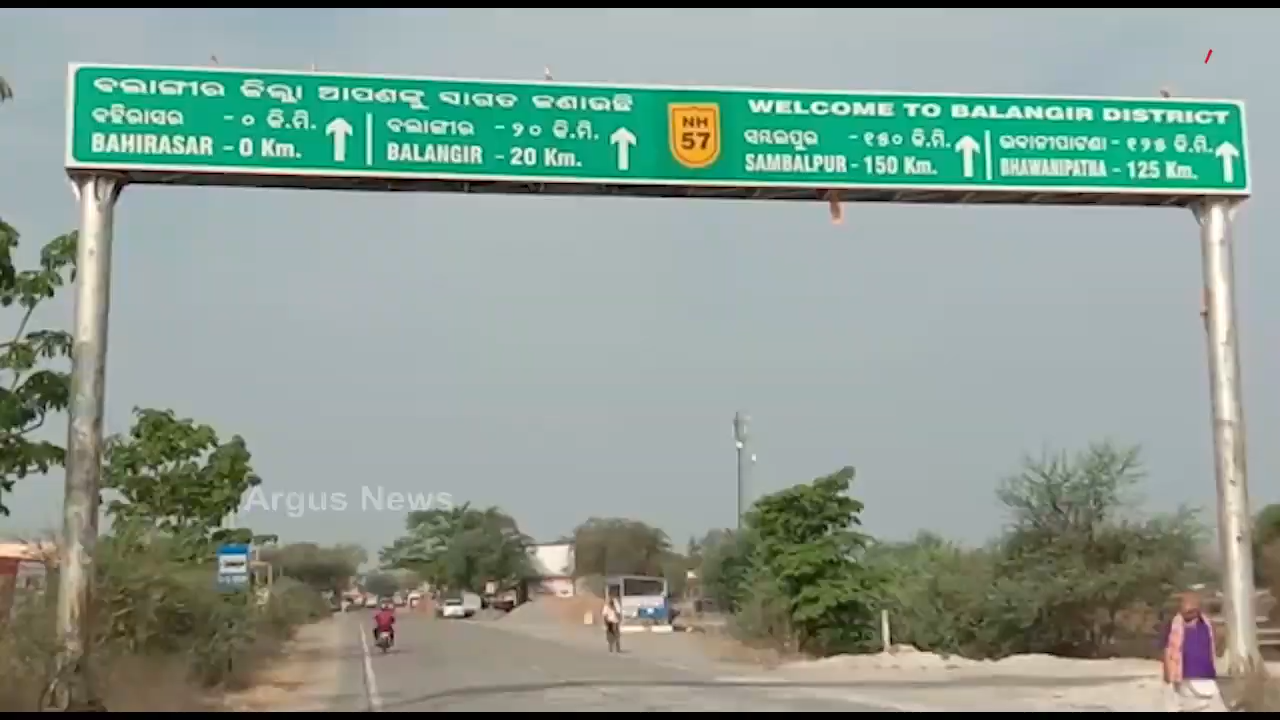 ବଲାଙ୍ଗୀର ଜିଲ୍ଲା ଆପଣଙ୍କୁ ସାଗତ ଜଣାଉଛି
ବହିରାସର - ୦ କି.ମି.
BAHIRASAR - 0 Km.
ବଲାଙ୍ଗୀର - ୨୦ କି.ମି.
BALANGIR - 20 Km.
NH
57
WELCOME TO BALANGIR DISTRICT
ସମ୍ଭଲପୁର - ୧୫୦ କି.ମି.
SAMBALPUR - 150 Km.
ଭବାନୀପାଟଣା - ୧୨୫ କି.ମି.
BHAWANIPATNA - 125 Km.
Argus News